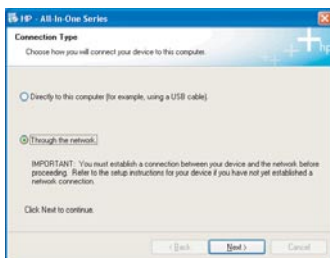 HP - All-In-One Series
Connection Type
Choose how you will connect your device to this computer.
hp
Directly to this computer (for example, using a USB cable).
Through the network.
IMPORTANT: You must establish a connection between your device and the network before
proceeding. Refer to the setup instructions for your device if you have not yet established a
network connection.
Click Next to continue.
< Back
Next >
Cancel